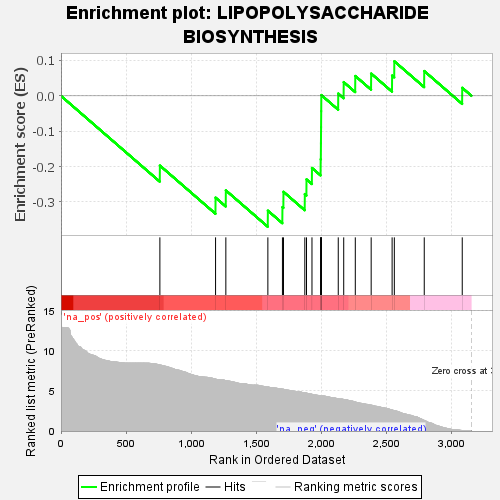 Enrichment plot: LIPOPOLYSACCHARIDE
BIOSYNTHESIS
Enrichment score (ES)
0.1
0.0
-0.1
-0.2
-0.3
Ranked list metric (PreRanked)
15
10
5
0
'na_pos' (positively correlated)
Zero cross at 3
'na_neg' (negatively correlated)
0
500
1,000
1,500
2,000
2,500
3,000
Rank in Ordered Dataset
Enrichment profile
Hits
Ranking metric scores